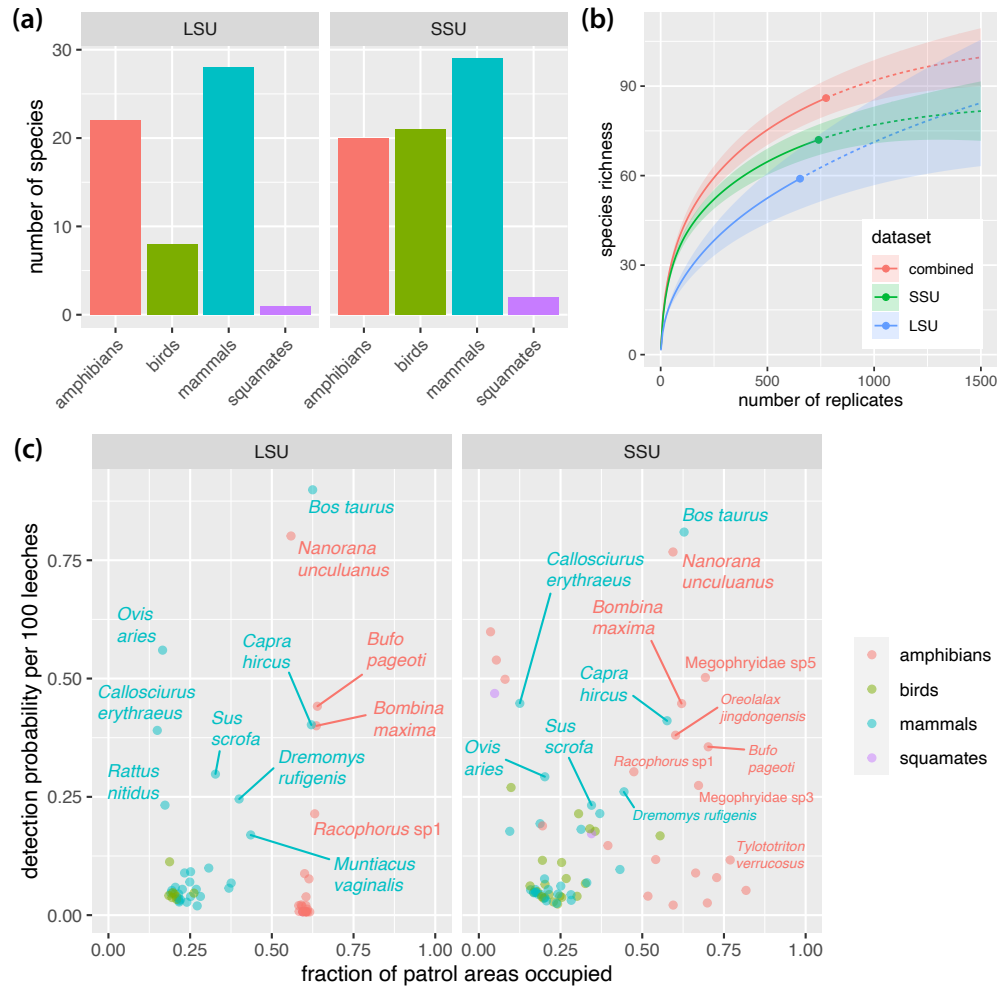 (a)
LSU
SSU
number of species
30
20
10
0
amphibians
birds
mammals
squamates
amphibians
birds
mammals
squamates
(b)
species richness
90
60
30
0
dataset
combined
SSU
LSU
0
500
1000
1500
number of replicates
(c)
LSU
SSU
detection probability per 100 leeches
0.75
0.50
0.25
0.00
Bos taurus
Nanorana
unculuanus
Ovis
aries
Capra
hircus
Bufo
pageoti
Callosciurus
erythraeus
Sus
scrofa
Bombina
maxima
Rattus
nitidus
Dremomys
rufigenis
Racophorus sp1
Muntiacus
vaginalis
Bos taurus
Callosciurus
erythraeus
Nanorana
unculuanus
Bombina
maxima
Capra
hircus
Megophryidae sp5
Oreolalax
jingdongensis
Ovis
aries
Sus
scrofa
Racophorus sp1
Bufo
pageoti
Megophryidae sp3
Dremomys rufigenis
Tylototriton
verrucosus
0.00
0.25
0.50
0.75
1.00
0.00
0.25
0.50
0.75
1.00
fraction of patrol areas occupied
amphibians
birds
mammals
squamates